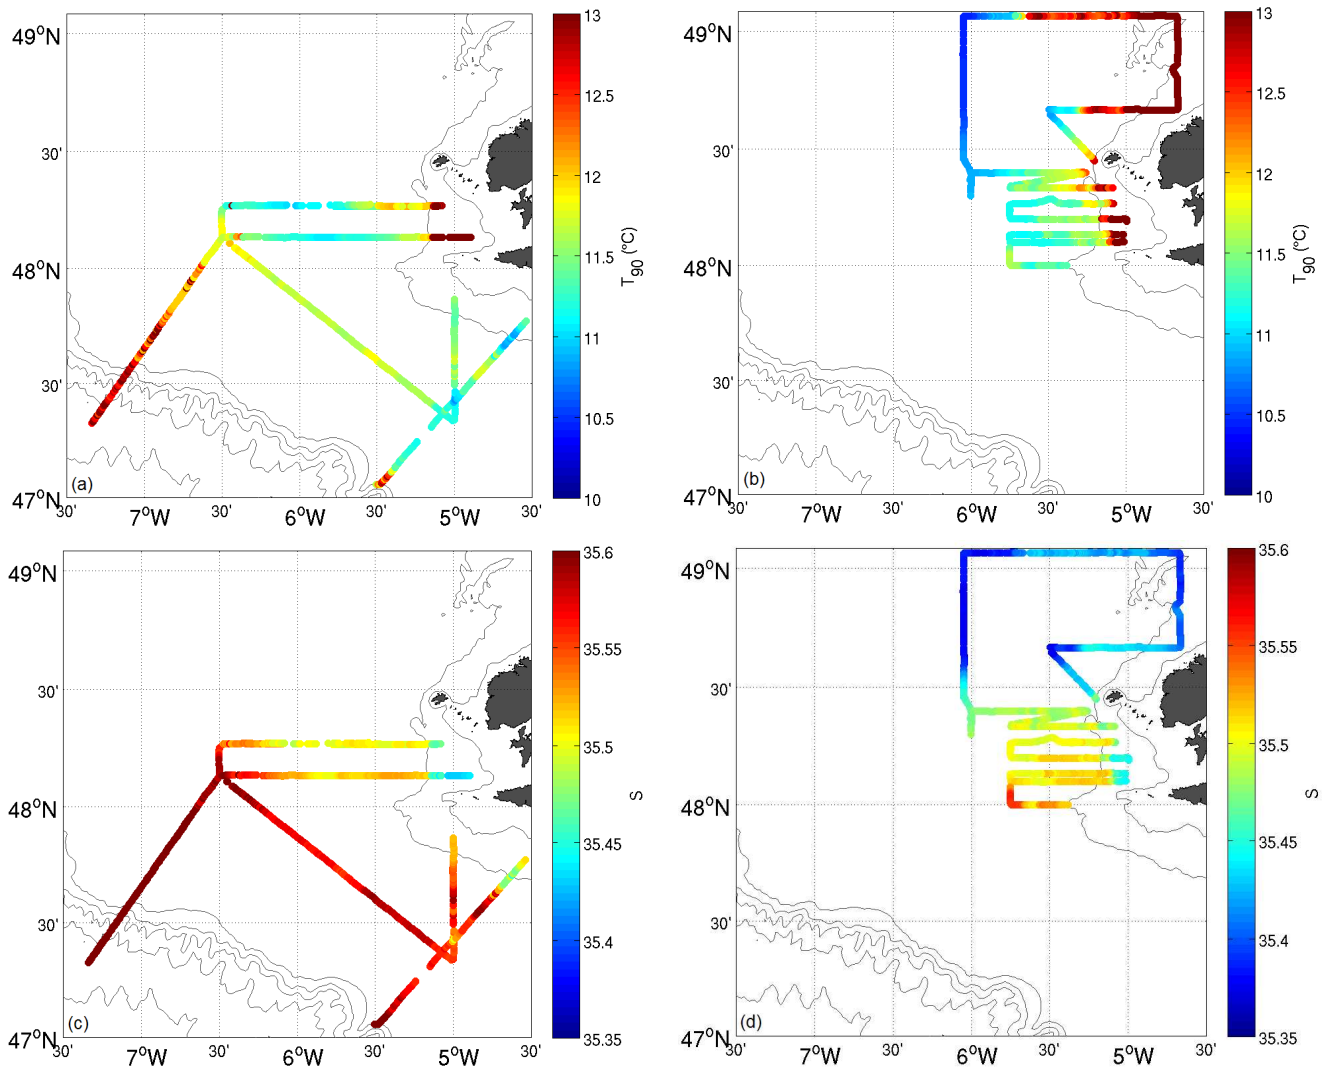 49°N
30'
48°N
30'
47°N
30'
7°W
30'
6°W
30'
5°W
30'
(a)
13
12.5
12
11.5
11
10.5
10
T90 (°C)
49°N
30'
48°N
30'
47°N
30'
7°W
30'
6°W
30'
5°W
30'
(b)
13
12.5
12
11.5
11
10.5
10
T90 (°C)
49°N
30'
48°N
30'
47°N
30'
7°W
30'
6°W
30'
5°W
30'
(c)
35.6
35.55
35.5
35.45
35.4
35.35
S
49°N
30'
48°N
30'
47°N
30'
7°W
30'
6°W
30'
5°W
30'
(d)
35.6
35.55
35.5
35.45
35.4
35.35
S